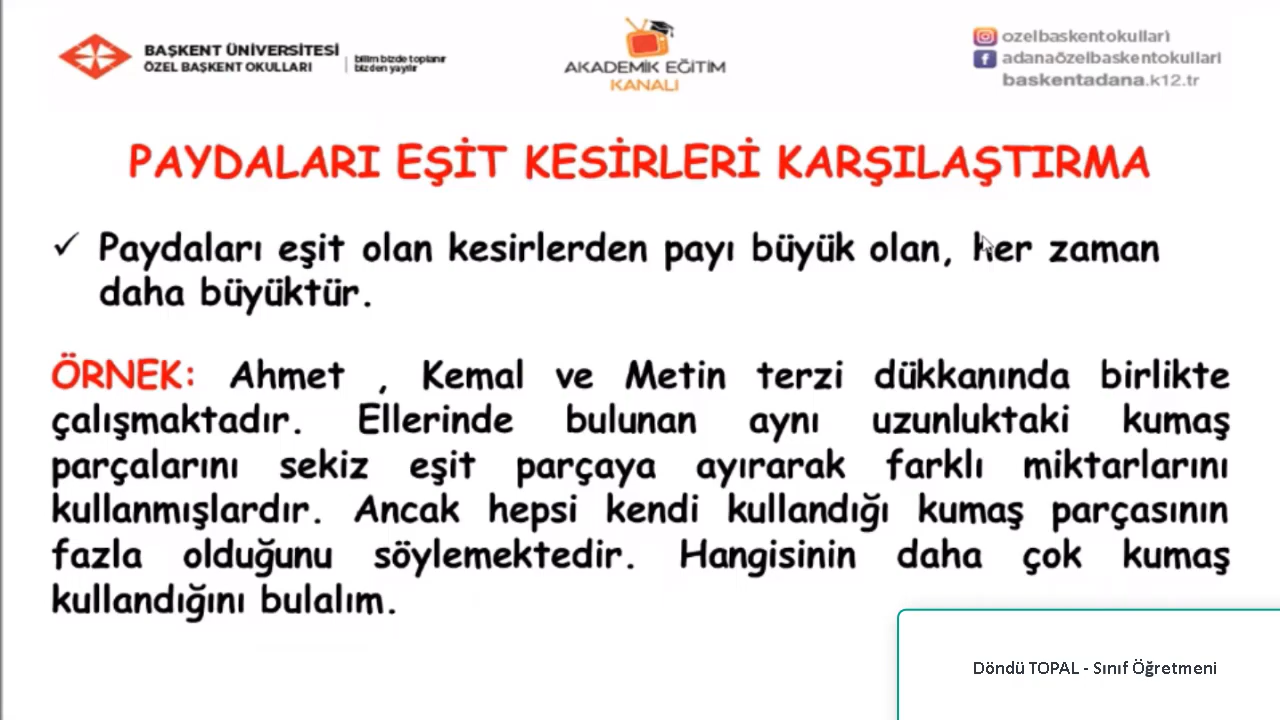 BAŞKENT ÜNİVERSİTESİ
ÖZEL BAŞKENT OKULLARI
bilim bizde toplanır
bizden yayılır
AKADEMİK EĞİTİM
KANALI
ozelbaskentokullari
adanaözelbaskentokullari
baskentadana.k12.tr
PAYDALARI EŞİT KESİRLERİ KARŞILAŞTIRMA
✓ Paydaları eşit olan kesirlerden payı büyük olan, her zaman
daha büyüktür.
ÖRNEK: Ahmet , Kemal ve Metin terzi dükkanında birlikte
çalışmaktadır. Ellerinde bulunan aynı uzunluktaki kumaş
parçalarını sekiz eşit parçaya ayırarak farklı miktarlarını
kullanmışlardır. Ancak hepsi kendi kullandığı kumaş parçasının
fazla olduğunu söylemektedir. Hangisinin daha çok kumaş
kullandığını bulalım.
Döndü TOPAL - Sınıf Öğretmeni